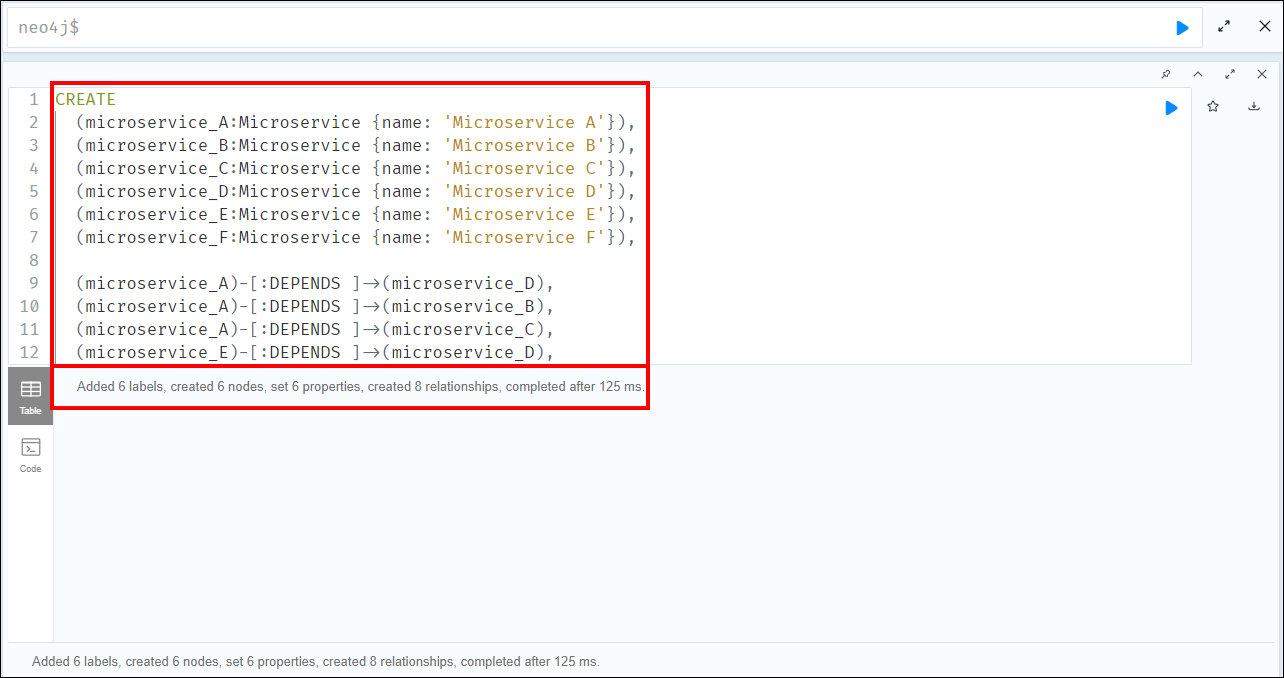 neo4j$
1 CREATE
2 (microservice_A:Microservice {name: 'Microservice A'}),
3 (microservice_B:Microservice {name: 'Microservice B'}),
4 (microservice_C:Microservice {name: 'Microservice C'}),
5 (microservice_D:Microservice {name: 'Microservice D'}),
6 (microservice_E:Microservice {name: 'Microservice E'}),
7 (microservice_F:Microservice {name: 'Microservice F'}),
8
9 (microservice_A)-[:DEPENDS ]->(microservice_D),
10 (microservice_A)-[:DEPENDS ]->(microservice_B),
11 (microservice_A)-[:DEPENDS ]->(microservice_C),
12 (microservice_E)-[:DEPENDS ]->(microservice_D),
Added 6 labels, created 6 nodes, set 6 properties, created 8 relationships, completed after 125 ms.
Table
Code
Added 6 labels, created 6 nodes, set 6 properties, created 8 relationships, completed after 125 ms.